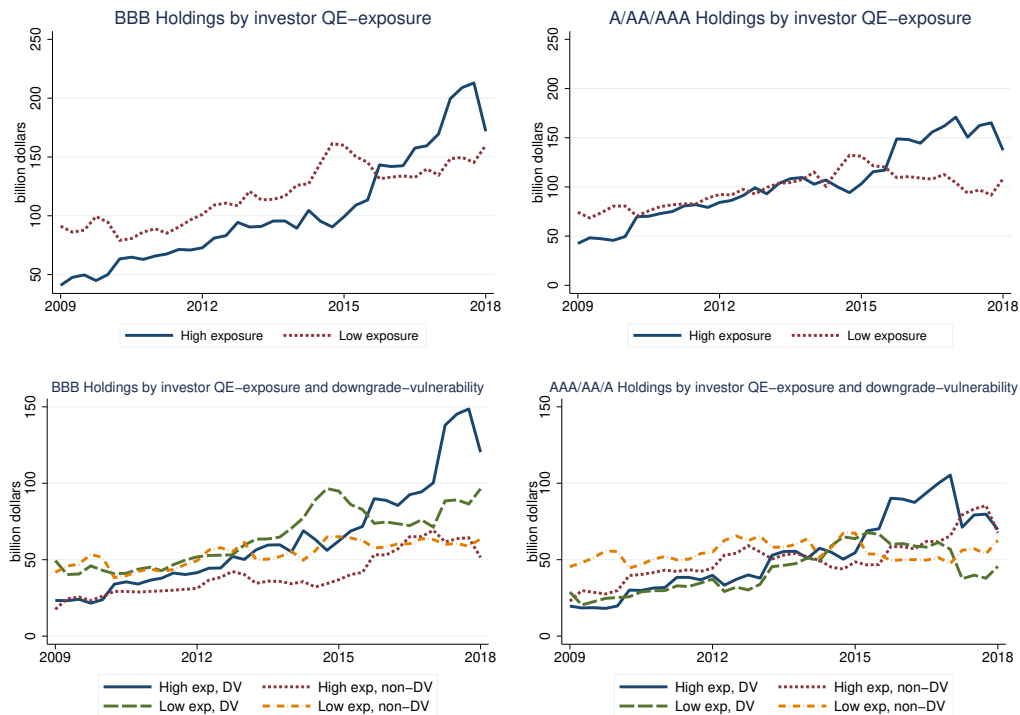 BBB Holdings by investor QE−exposure
billion dollars
250
200
150
100
50
2009 2012 2015 2018
High exposure Low exposure
A/AA/AAA Holdings by investor QE−exposure
billion dollars
250
200
150
100
50
0
2009 2012 2015 2018
High exposure Low exposure
BBB Holdings by investor QE−exposure and downgrade−vulnerability
billion dollars
150
100
50
0
2009 2012 2015 2018
High exp, DV High exp, non−DV
Low exp, DV Low exp, non−DV
AAA/AA/A Holdings by investor QE−exposure and downgrade−vulnerability
billion dollars
150
100
50
0
2009 2012 2015 2018
High exp, DV High exp, non−DV
Low exp, DV Low exp, non−DV